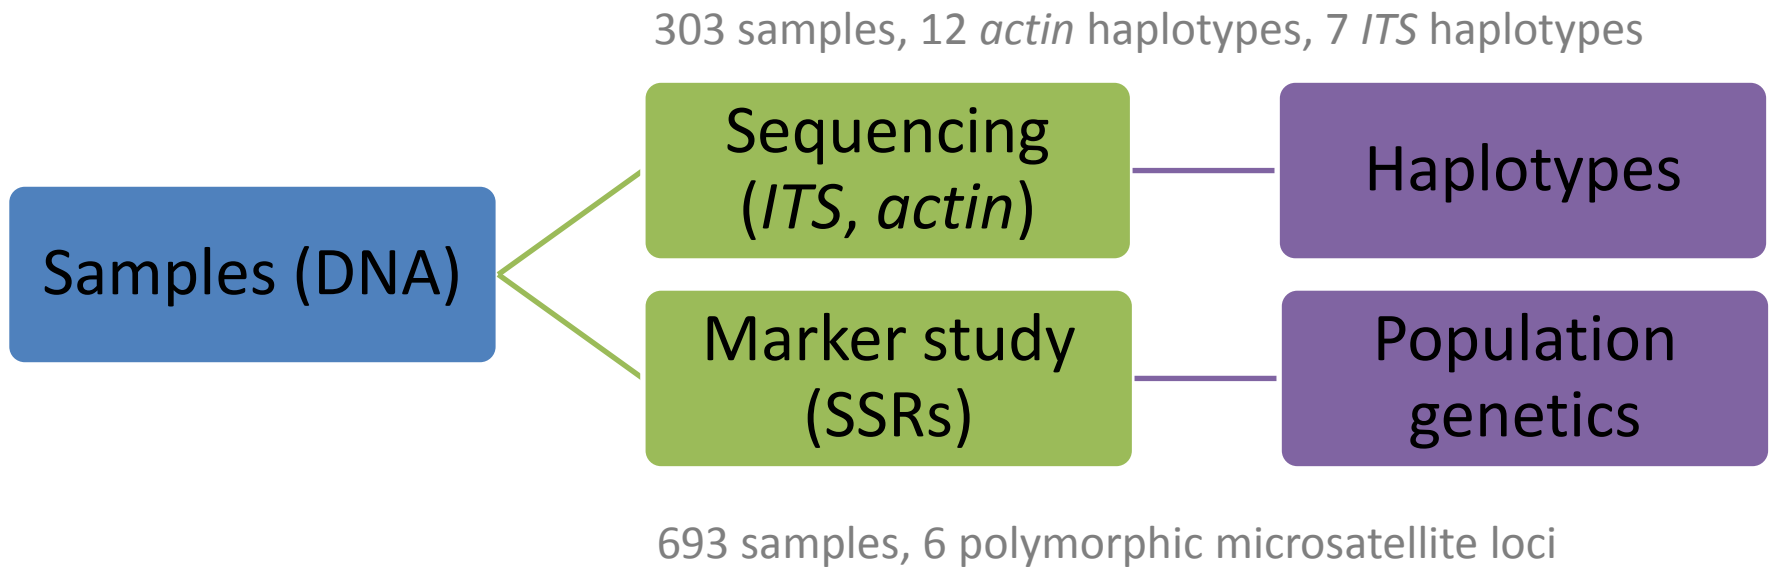 303 samples, 12 actin haplotypes, 7 ITS haplotypes
Samples (DNA)
Sequencing
(ITS, actin)
Haplotypes
Marker study
(SSRs)
Population
genetics
693 samples, 6 polymorphic microsatellite loci